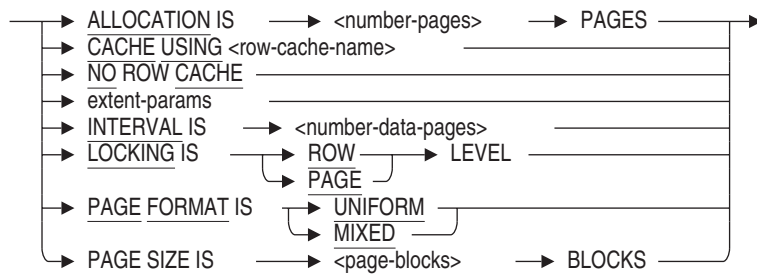 ALLOCATION IS <number-pages> PAGES
CACHE USING <row-cache-name>
NO ROW CACHE
extent-params
INTERVAL IS <number-data-pages>
LOCKING IS ROW LEVEL
PAGE
PAGE FORMAT IS UNIFORM
MIXED
PAGE SIZE IS <page-blocks> BLOCKS